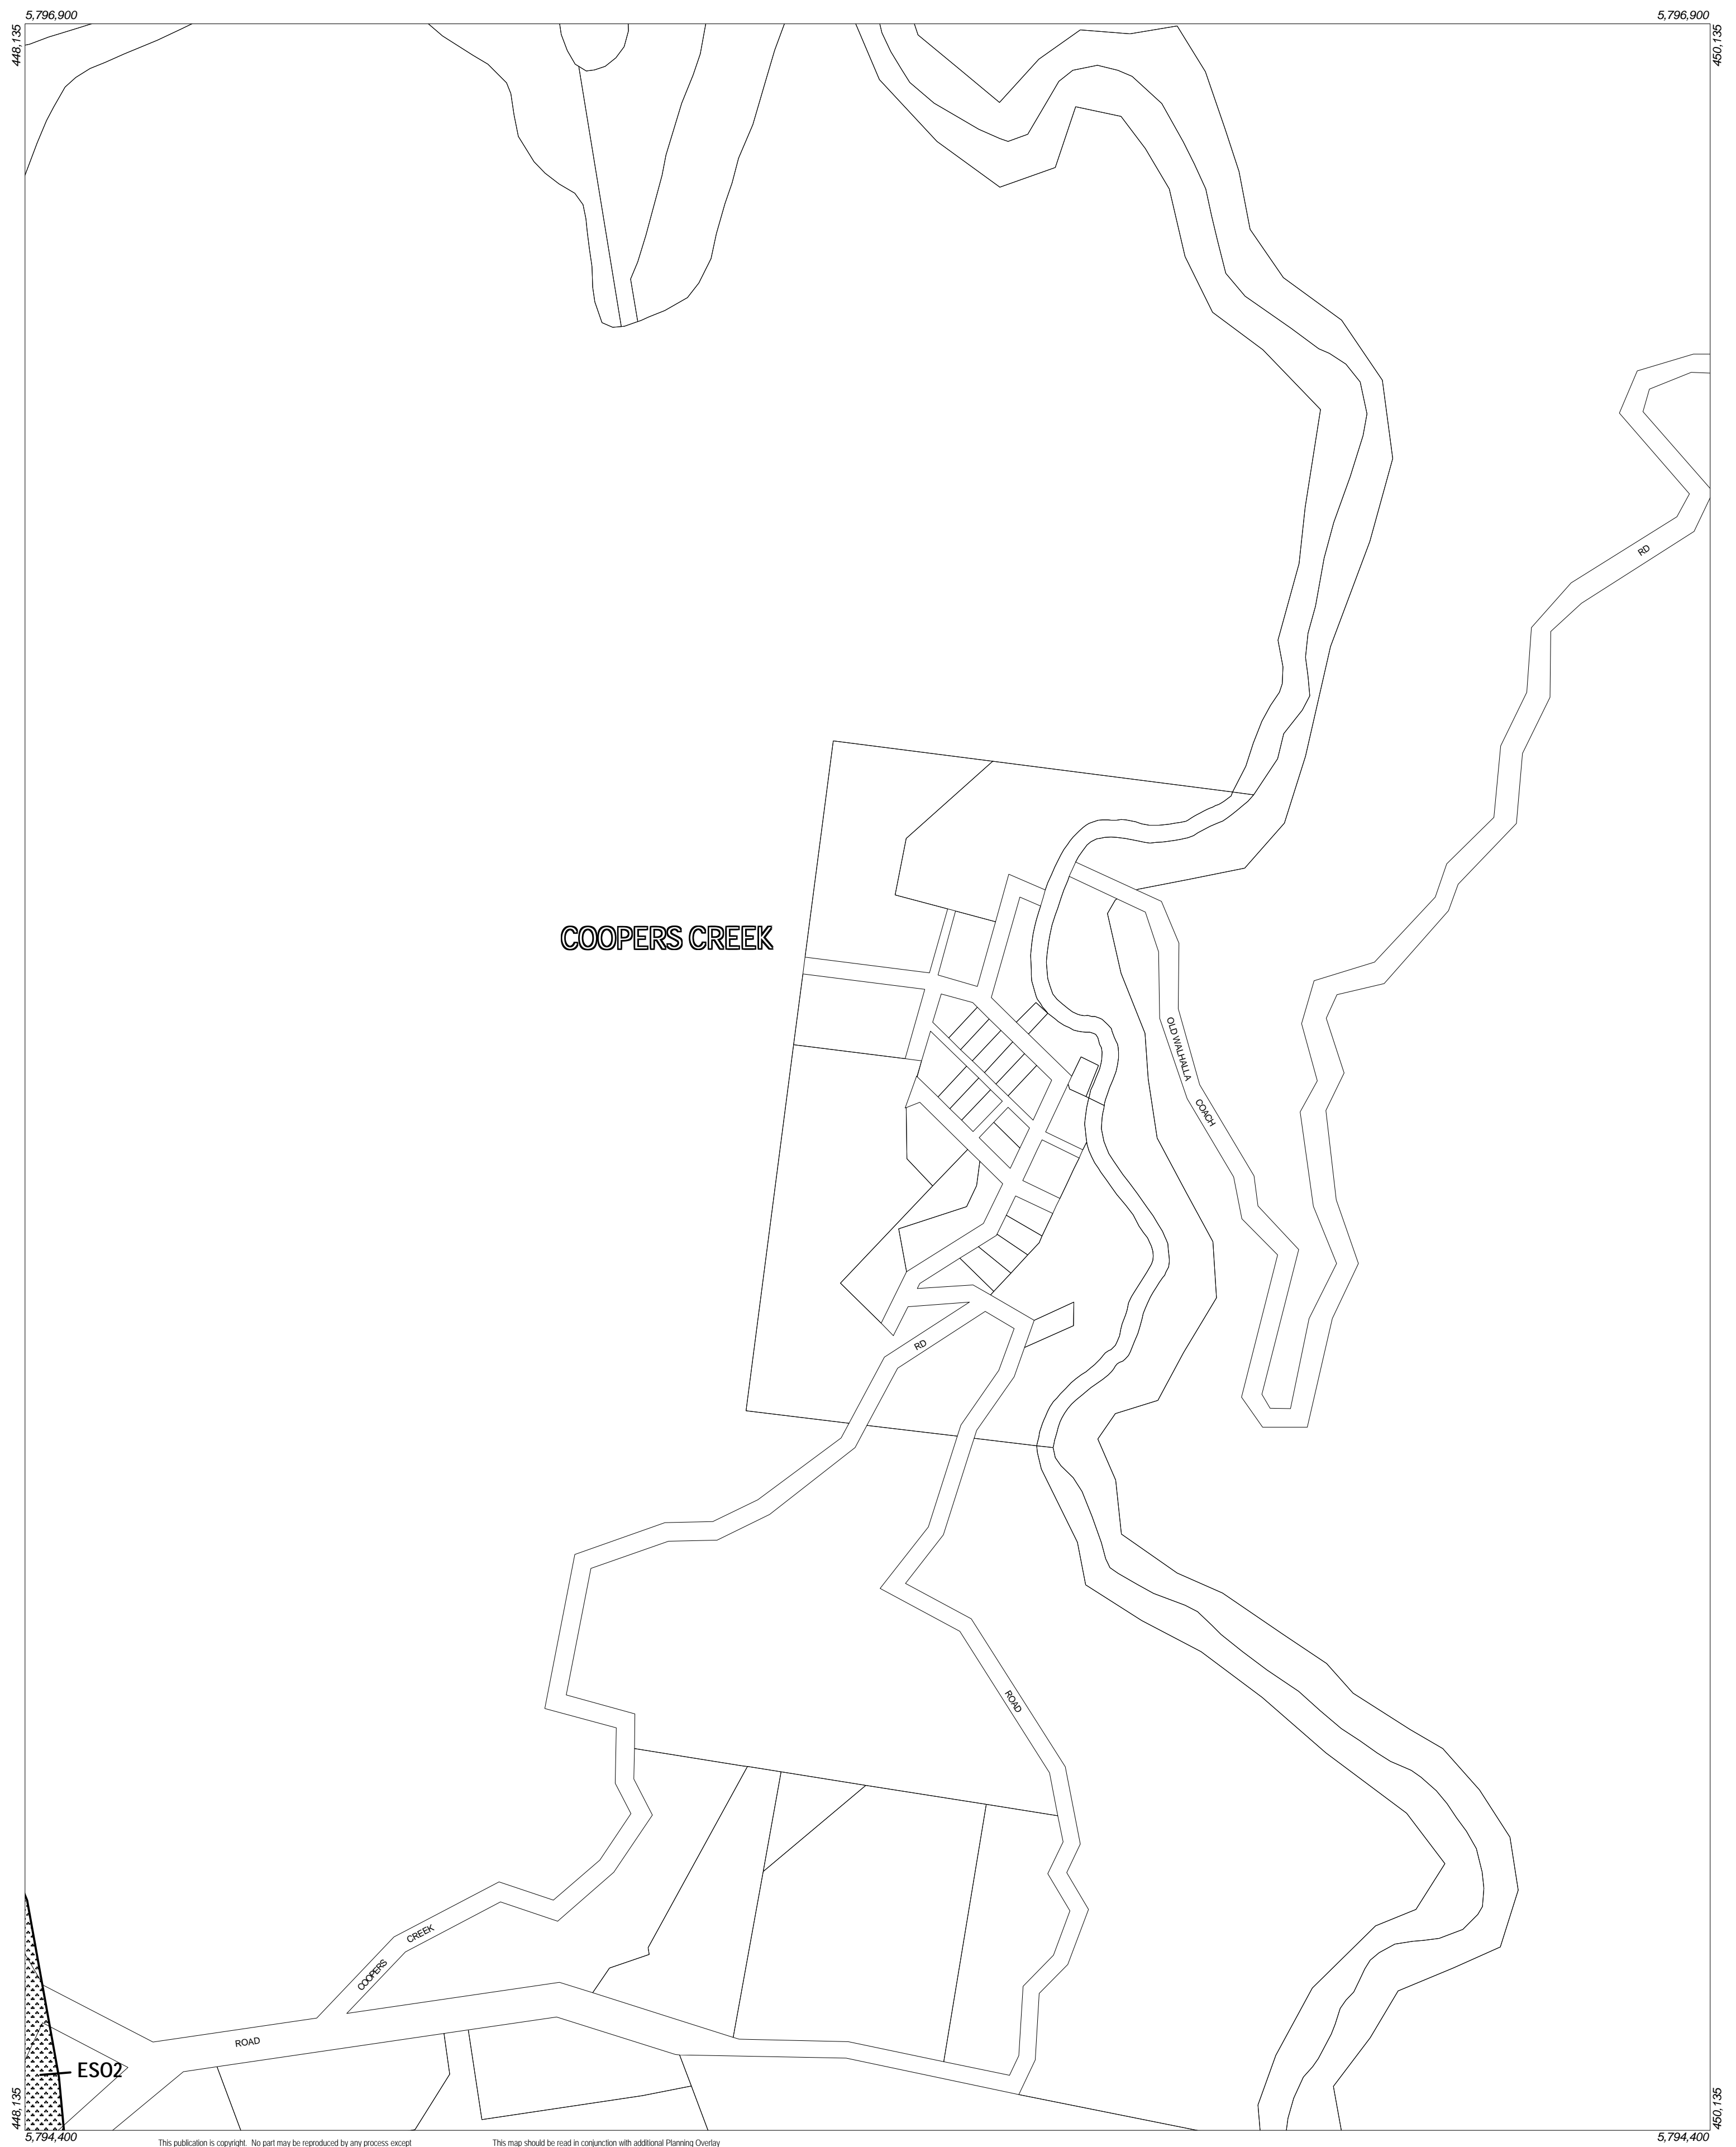 5,796,900
5,796,900
448,135
450,135
RD
COOPERS CREEK
OLD WALHALLA
COACH
RD
ROAD
CREEK
COOPERS
ROAD
ESO2
448,135
450,135
5,794,400
5,794,400
This publication is copyright. No part may be reproduced by any process except
This map should be read in conjunction with additional Planning Overlay